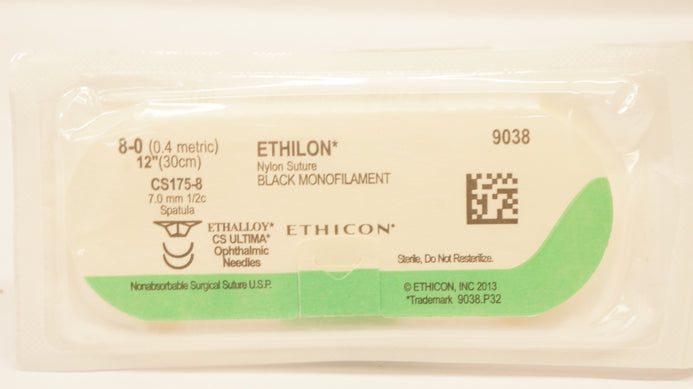 8-0 (0.4 metric)
12"(30cm)
CS175-8
7.0 mm 1/2c
Spatula
ETHALLOY*
CS ULTIMA*
Ophthalmic
Needles
ETHILON*
Nylon Suture
BLACK MONOFILAMENT
ETHICON*
9038
Sterile, Do Not Resterilize.
Nonabsorbable Surgical Suture U.S.P.
© ETHICON, INC 2013
*Trademark 9038.P32